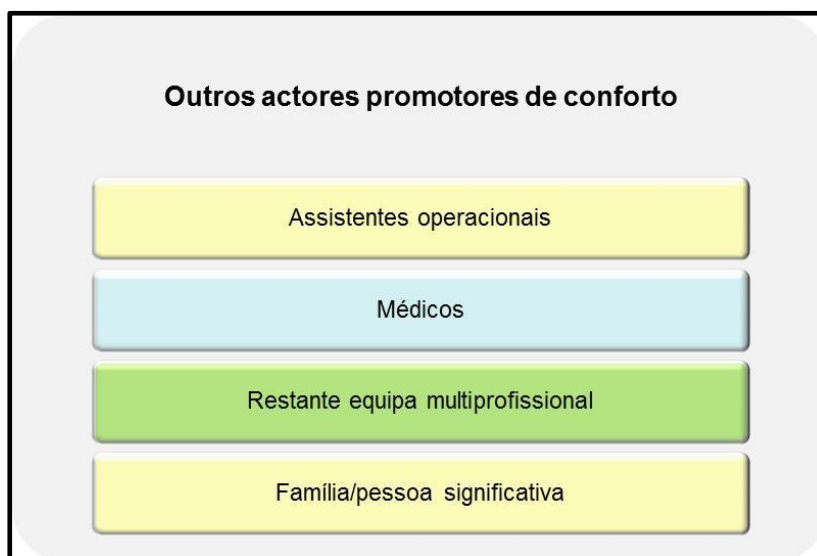 Outros actores promotores de conforto
Assistentes operacionais
Médicos
Restante equipa multiprofissional
Família/pessoa significativa